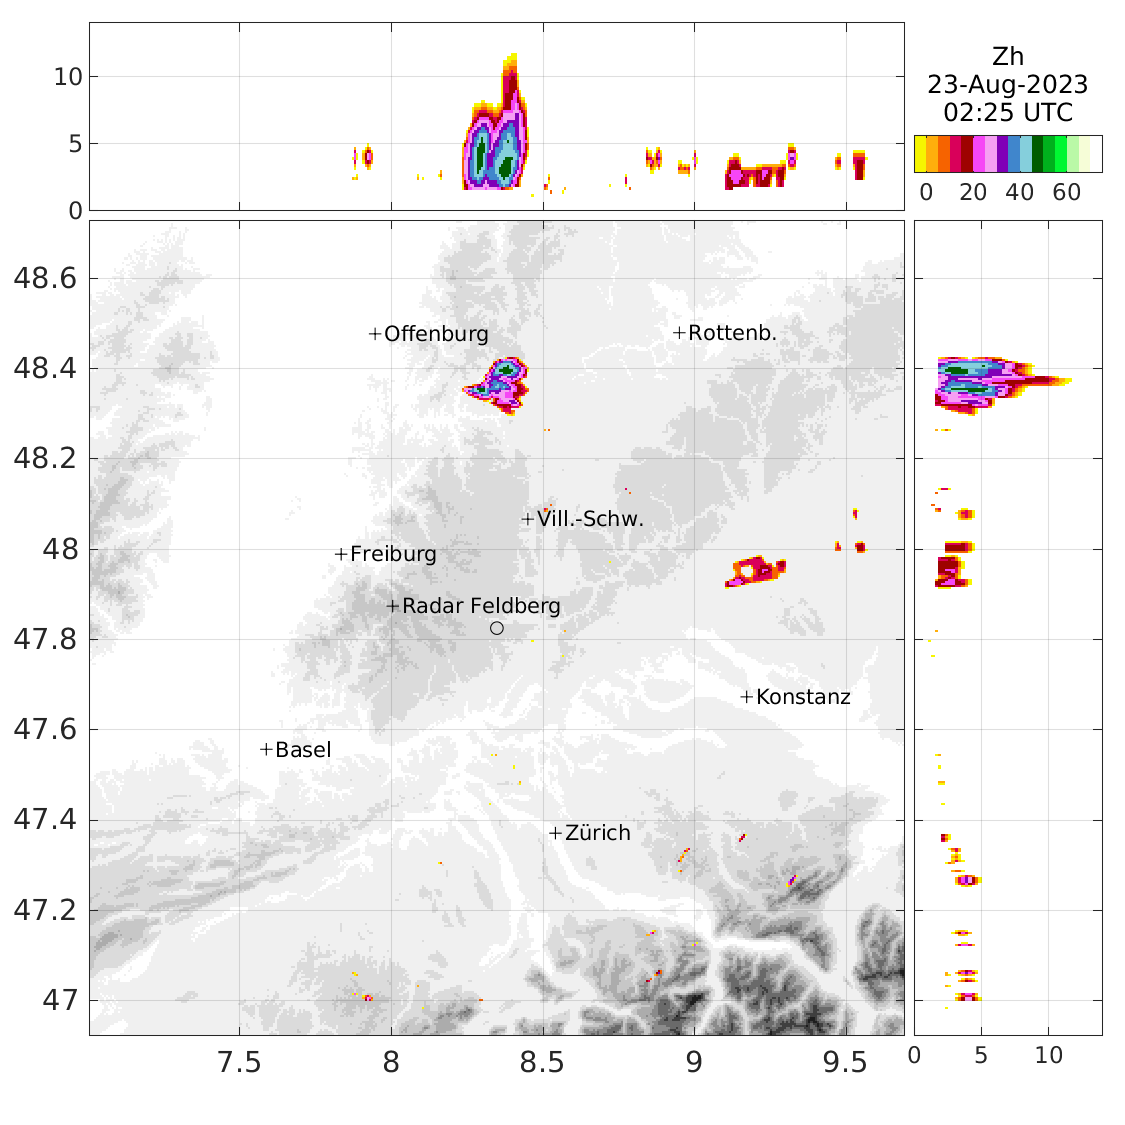 10
5
0
Zh
23-Aug-2023
02:25 UTC
0 20 40 60
48.6
48.4
48.2
48
47.8
47.6
47.4
47.2
47
+Offenburg
+Rottenb.
+Vill.-Schw.
+Freiburg
+Radar Feldberg
+Konstanz
+Basel
+Zürich
7.5 8 8.5 9 9.5
0 5 10